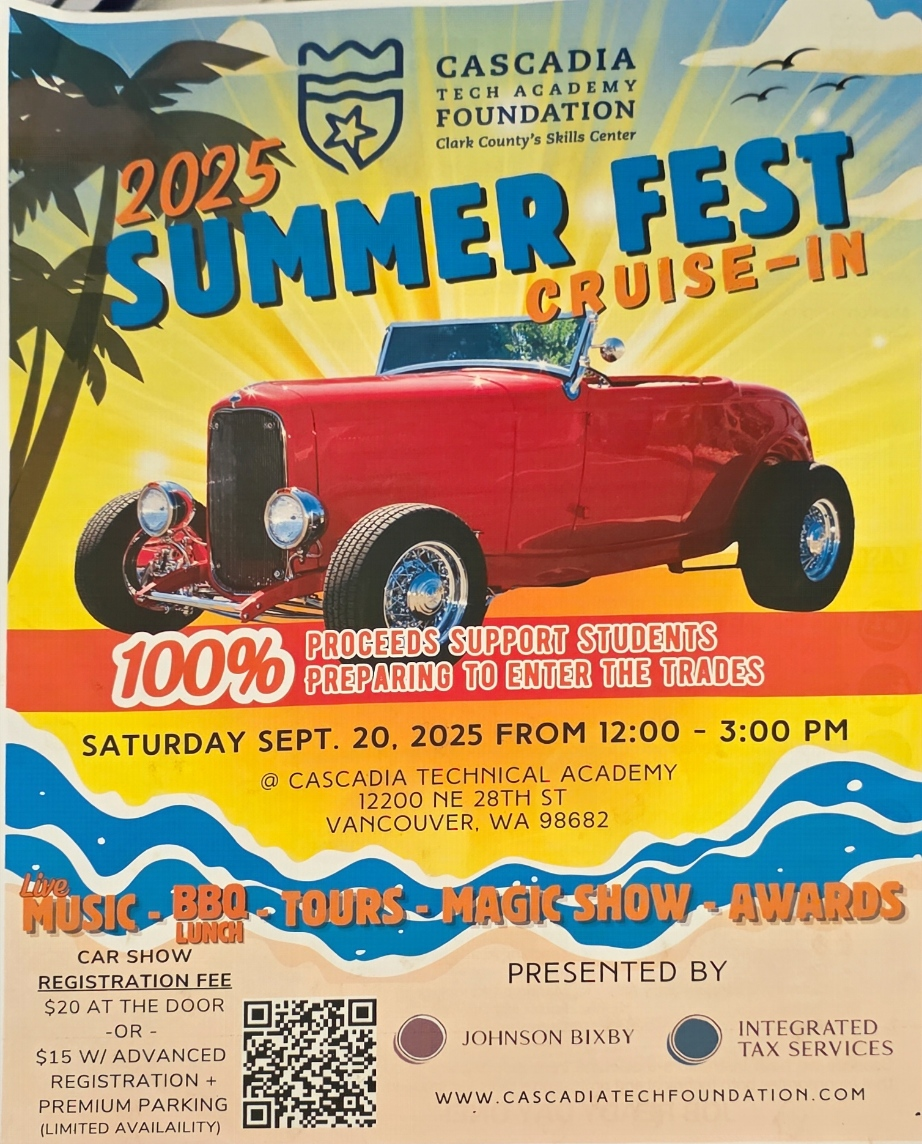 CASCADIA
TECH ACADEMY
FOUNDATION
Clark County's Skills Center
2025
SUMMER FEST
CRUISE-IN
100% PROCEEDS SUPPORT STUDENTS
PREPARING TO ENTER THE TRADES
SATURDAY SEPT. 20, 2025 FROM 12:00 - 3:00 PM
@ CASCADIA TECHNICAL ACADEMY
12200 NE 28TH ST
VANCOUVER, WA 98682
Live MUSIC - BBQ LUNCH - TOURS - MAGIC SHOW - AWARDS
CAR SHOW
REGISTRATION FEE
$20 AT THE DOOR
-OR -
$15 W/ ADVANCED
REGISTRATION +
PREMIUM PARKING
(LIMITED AVAILAILITY)
PRESENTED BY
JOHNSON BIXBY
INTEGRATED
TAX SERVICES
WWW.CASCADIATECHFOUNDATION.COM